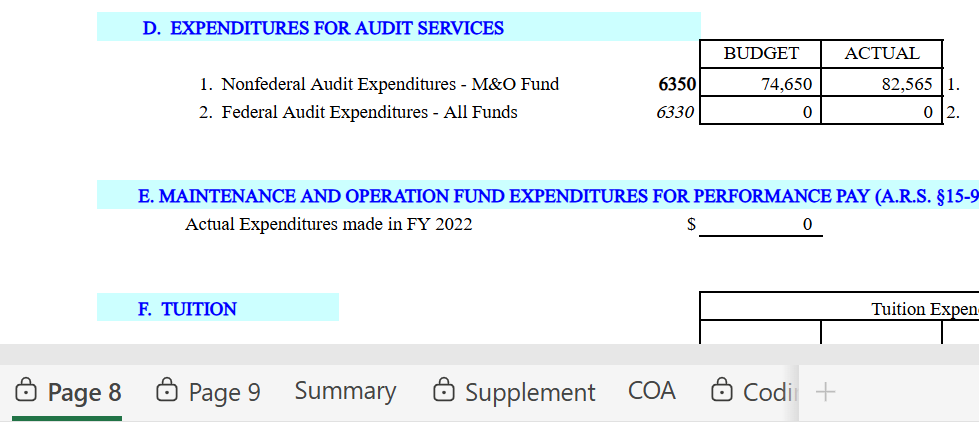 D. EXPENDITURES FOR AUDIT SERVICES
BUDGET ACTUAL
1. Nonfederal Audit Expenditures - M&O Fund 6350 74,650 82,565 1.
2. Federal Audit Expenditures - All Funds 6330 0 0 2.
E. MAINTENANCE AND OPERATION FUND EXPENDITURES FOR PERFORMANCE PAY (A.R.S. §15-9
Actual Expenditures made in FY 2022 $ 0
F. TUITION
Tuition Expen
Page 8 Page 9 Summary Supplement COA Codi +